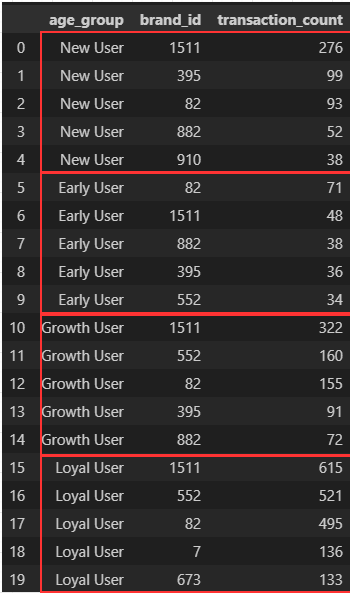 age_group brand_id transaction_count
0 New User 1511 276
1 New User 395 99
2 New User 82 93
3 New User 882 52
4 New User 910 38
5 Early User 82 71
6 Early User 1511 48
7 Early User 882 38
8 Early User 395 36
9 Early User 552 34
10 Growth User 1511 322
11 Growth User 552 160
12 Growth User 82 155
13 Growth User 395 91
14 Growth User 882 72
15 Loyal User 1511 615
16 Loyal User 552 521
17 Loyal User 82 495
18 Loyal User 7 136
19 Loyal User 673 133